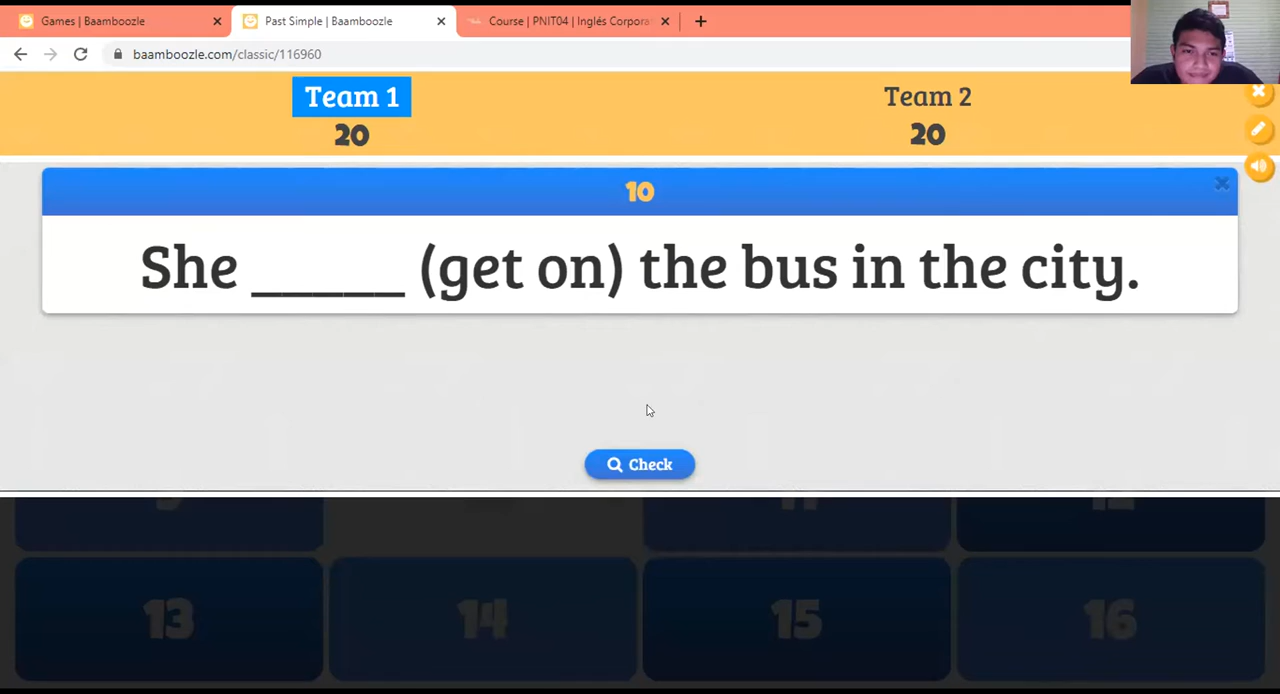 Games | Baamboozle
Past Simple | Baamboozle
Course | PNIT04 | Inglés Corpora
baamboozle.com/classic/116960
Team 1
20
Team 2
20
10
She _____ (get on) the bus in the city.
Check
13
14
15
16